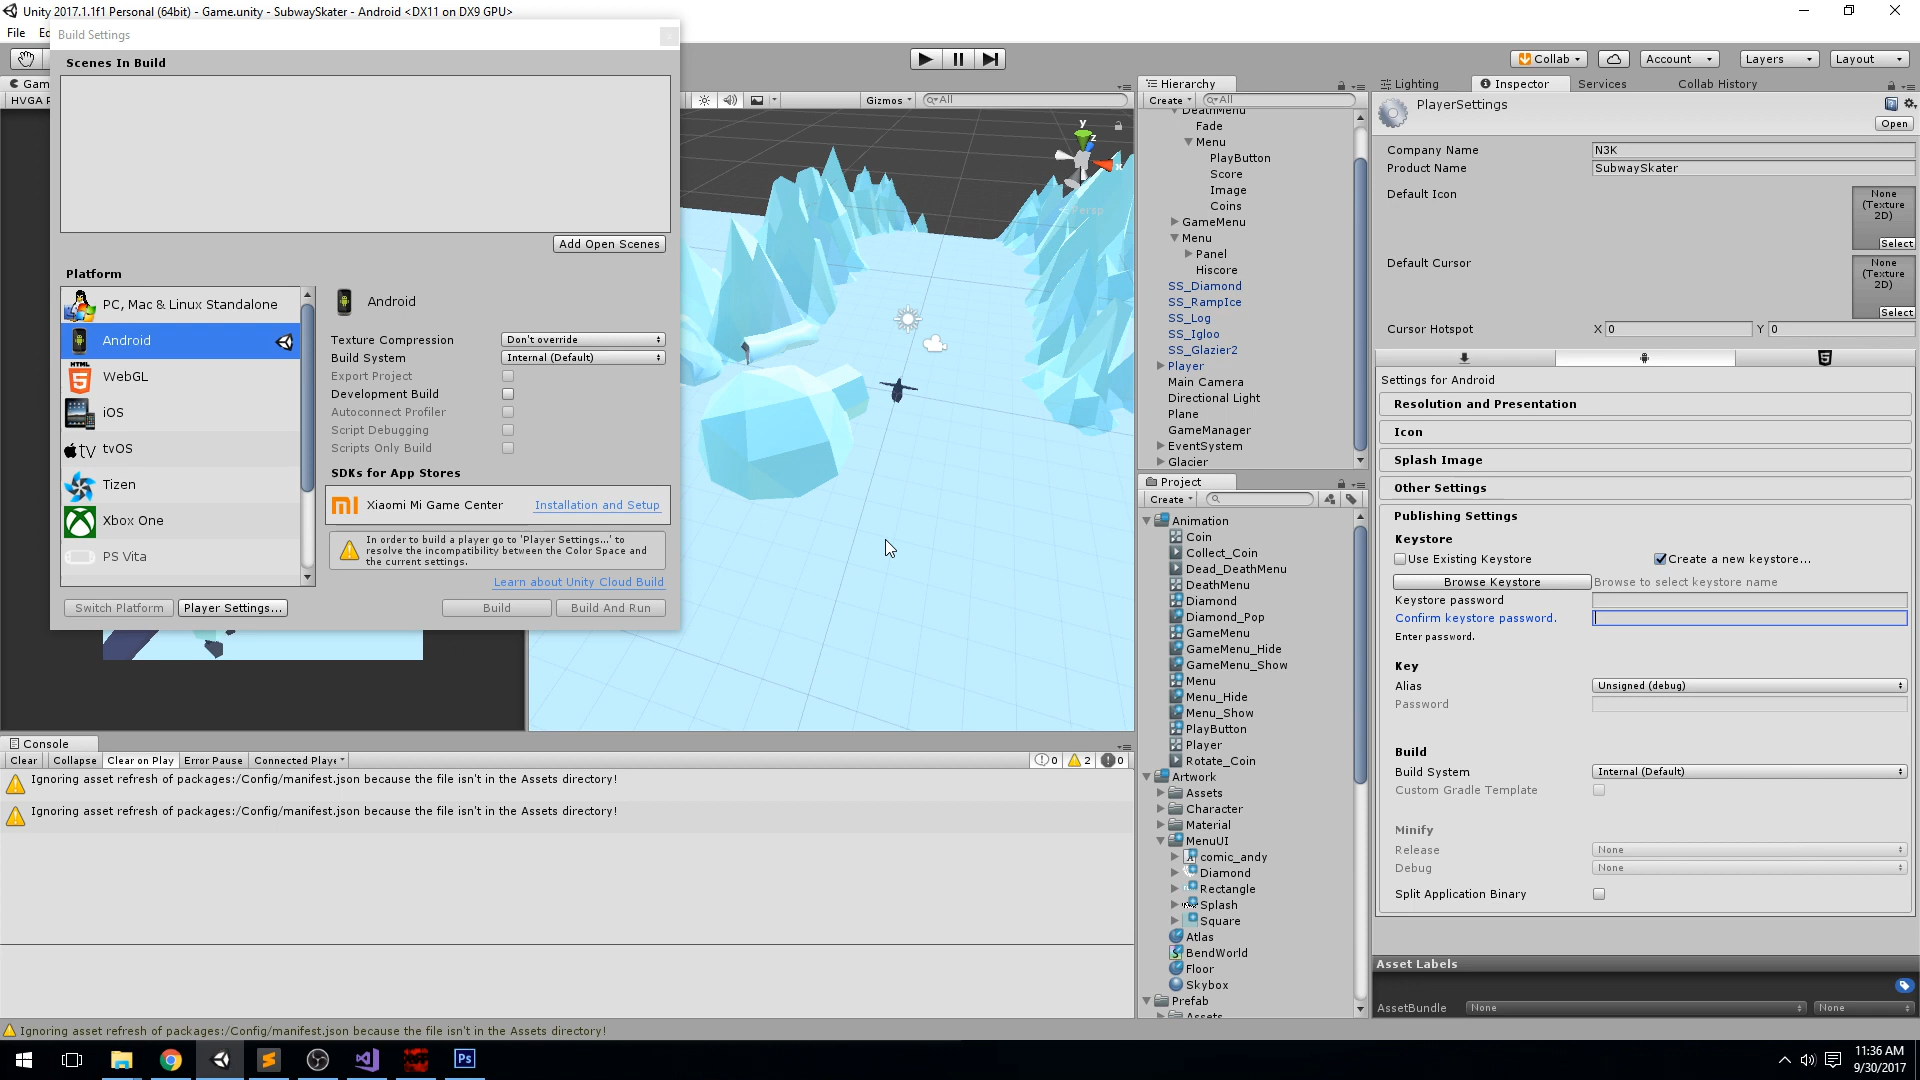 Unity 2017.1.1f1 Personal (64bit) - Game.unity - SubwaySkater - Android <DX11 on DX9 GPU>
File
Build Settings
Scenes In Build
Add Open Scenes
Platform
PC, Mac & Linux Standalone
Android
WebGL
HTML
iOS
tvOS
tv
Tizen
Xbox One
PS Vita
Android
Texture Compression Don't override
Build System Internal (Default)
Export Project
Development Build
Autoconnect Profiler
Script Debugging
Scripts Only Build
SDKs for App Stores
Xiaomi Mi Game Center Installation and Setup
In order to build a player go to 'Player Settings...' to
resolve the incompatibility between the Color Space and
the current settings.
Learn about Unity Cloud Build
Switch Platform Player Settings... Build Build And Run
Gizmos All
y
z
x
Persp
Collab Account Layers Layout
Hierarchy
Create All
DeathMenu
Fade
Menu
PlayButton
Score
Image
Coins
GameMenu
Menu
Panel
Hiscore
SS_Diamond
SS_RampIce
SS_Log
SS_Igloo
SS_Glazier2
Player
Main Camera
Directional Light
Plane
GameManager
EventSystem
Glacier
Project
Create
Animation
Coin
Collect_Coin
Dead_DeathMenu
DeathMenu
Diamond
Diamond_Pop
GameMenu
GameMenu_Hide
GameMenu_Show
Menu
Menu_Hide
Menu_Show
PlayButton
Player
Rotate_Coin
Artwork
Assets
Character
Material
MenuUI
comic_andy
Diamond
Rectangle
Splash
Square
Atlas
BendWorld
Floor
Skybox
Prefab
Assets
Lighting Inspector Services Collab History
PlayerSettings
Open
Company Name N3K
Product Name SubwaySkater
Default Icon
None
(Texture
2D)
Select
Default Cursor
None
(Texture
2D)
Select
Cursor Hotspot X 0 Y 0
Settings for Android
Resolution and Presentation
Icon
Splash Image
Other Settings
Publishing Settings
Keystore
Use Existing Keystore Create a new keystore...
Browse Keystore Browse to select keystore name
Keystore password
Confirm keystore password.
Enter password.
Key
Alias Unsigned (debug)
Password
Build
Build System Internal (Default)
Custom Gradle Template
Minify
Release None
Debug None
Split Application Binary
Asset Labels
AssetBundle None None
Console
Clear Collapse Clear on Play Error Pause Connected Playe 0 2 0
Ignoring asset refresh of packages:/Config/manifest.json because the file isn't in the Assets directory!
Ignoring asset refresh of packages:/Config/manifest.json because the file isn't in the Assets directory!
Ignoring asset refresh of packages:/Config/manifest.json because the file isn't in the Assets directory!
Ps
11:36 AM
9/30/2017